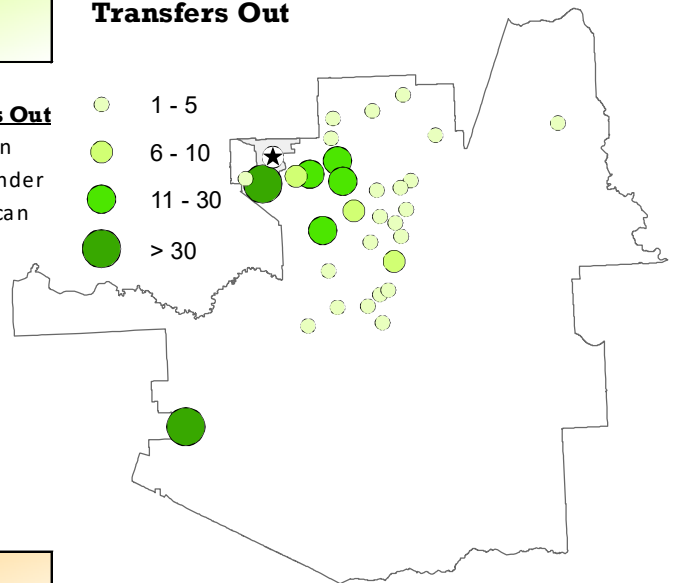 Transfers Out
s Out
n
nder
can
1 - 5
6 - 10
11 - 30
> 30